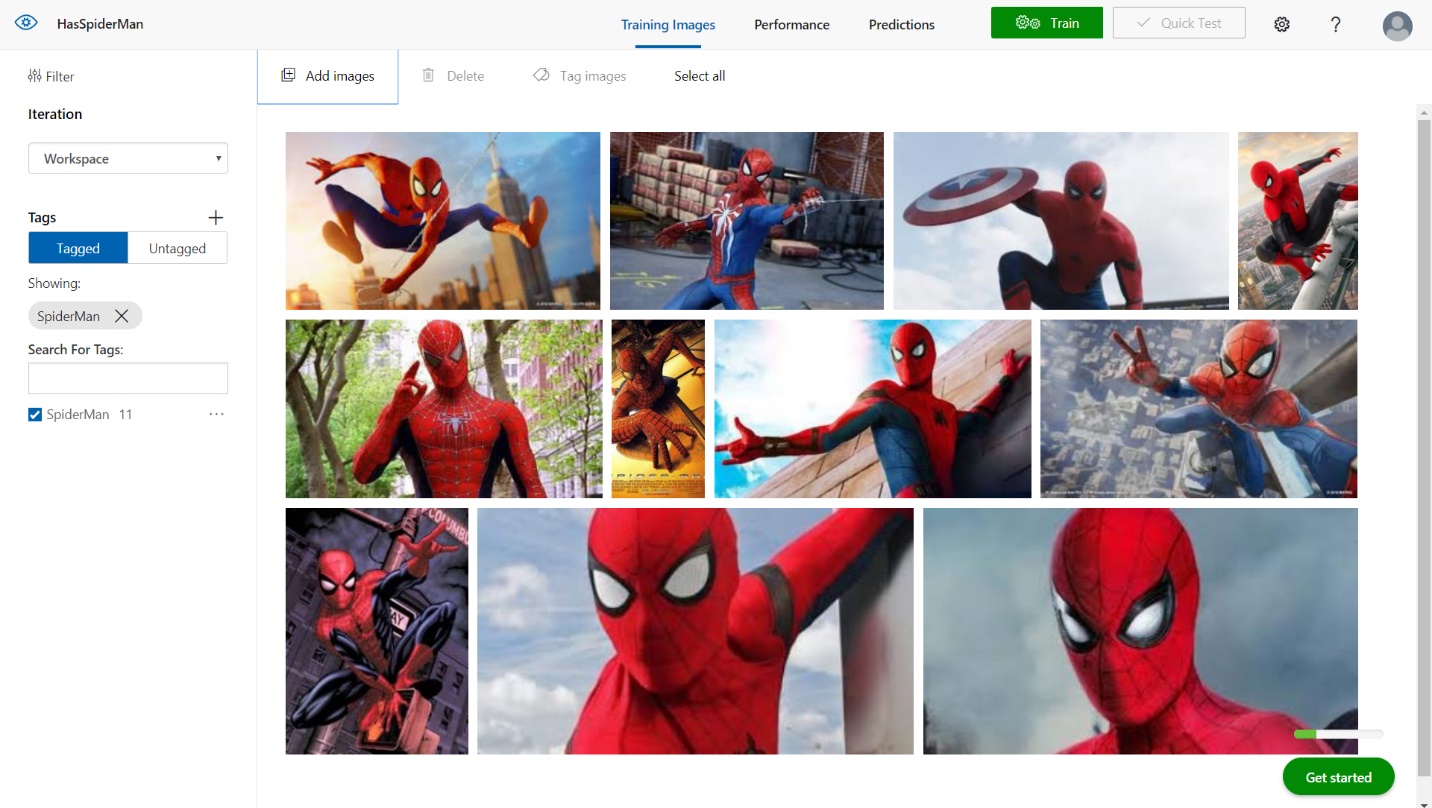 HasSpiderMan
Training Images
Performance
Predictions
Train
Quick Test
?
Filter
Add images
Delete
Tag images
Select all
Iteration
Workspace
Tags
Tagged
Untagged
Showing:
SpiderMan
Search For Tags:
SpiderMan 11
...
COLUMBU
Get started